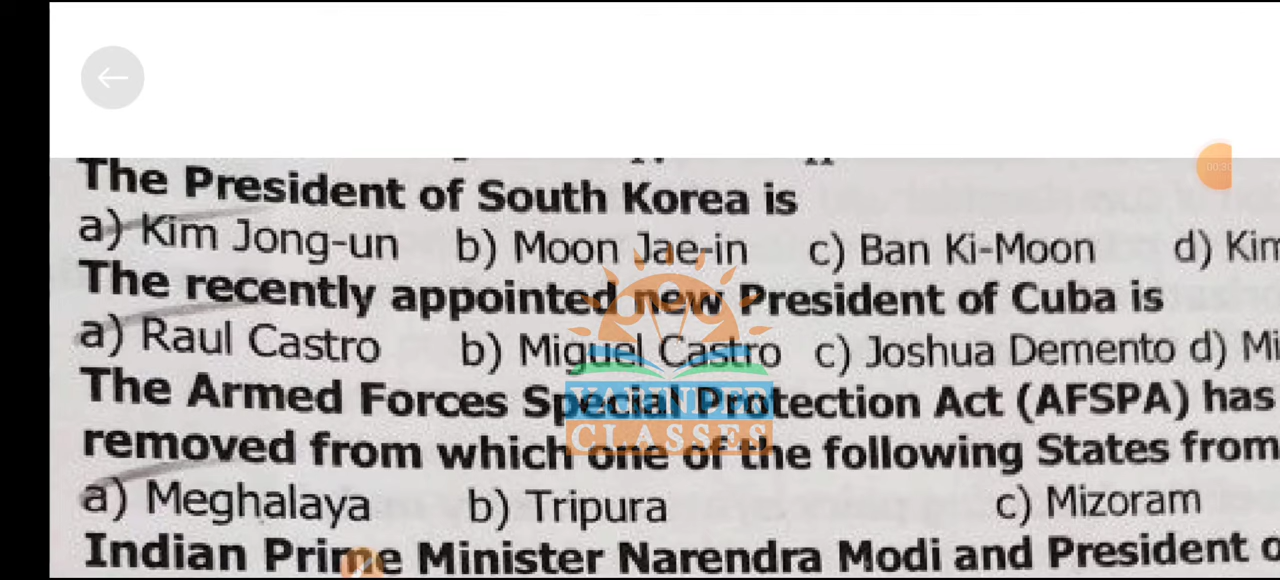 The President of South Korea is
a) Kim Jong-un b) Moon Jae-in c) Ban Ki-Moon d) Kim
The recently appointed new President of Cuba is
a) Raul Castro b) Miguel Castro c) Joshua Demento d) Mi
The Armed Forces Special Protection Act (AFSPA) has
removed from which one of the following States from
a) Meghalaya b) Tripura c) Mizoram
Indian Prime Minister Narendra Modi and President o
CLASSES
00:30